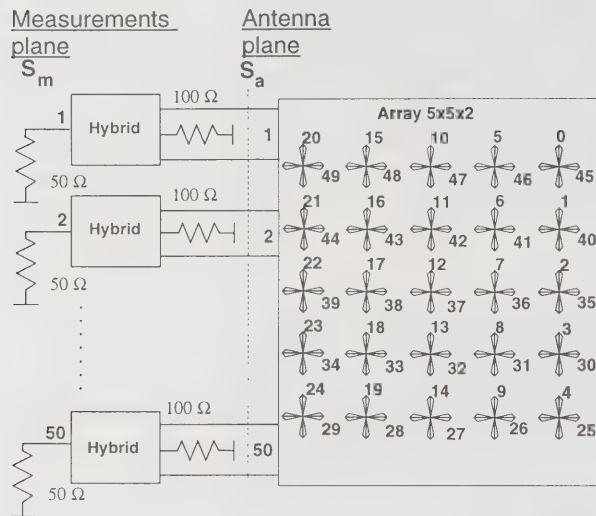 Measurements plane
Antenna plane
S_m
S_a
100 Ω
Array 5x5x2
1
Hybrid
1
20 15 10 5 0
49 48 47 46 45
50 Ω
100 Ω
21 16 11 6 1
2
Hybrid
2
44 43 42 41 40
50 Ω
22 17 12 7 2
39 38 37 36 35
23 18 13 8 3
34 33 32 31 30
100 Ω
24 19 14 9 4
50
Hybrid
50
29 28 27 26 25
50 Ω